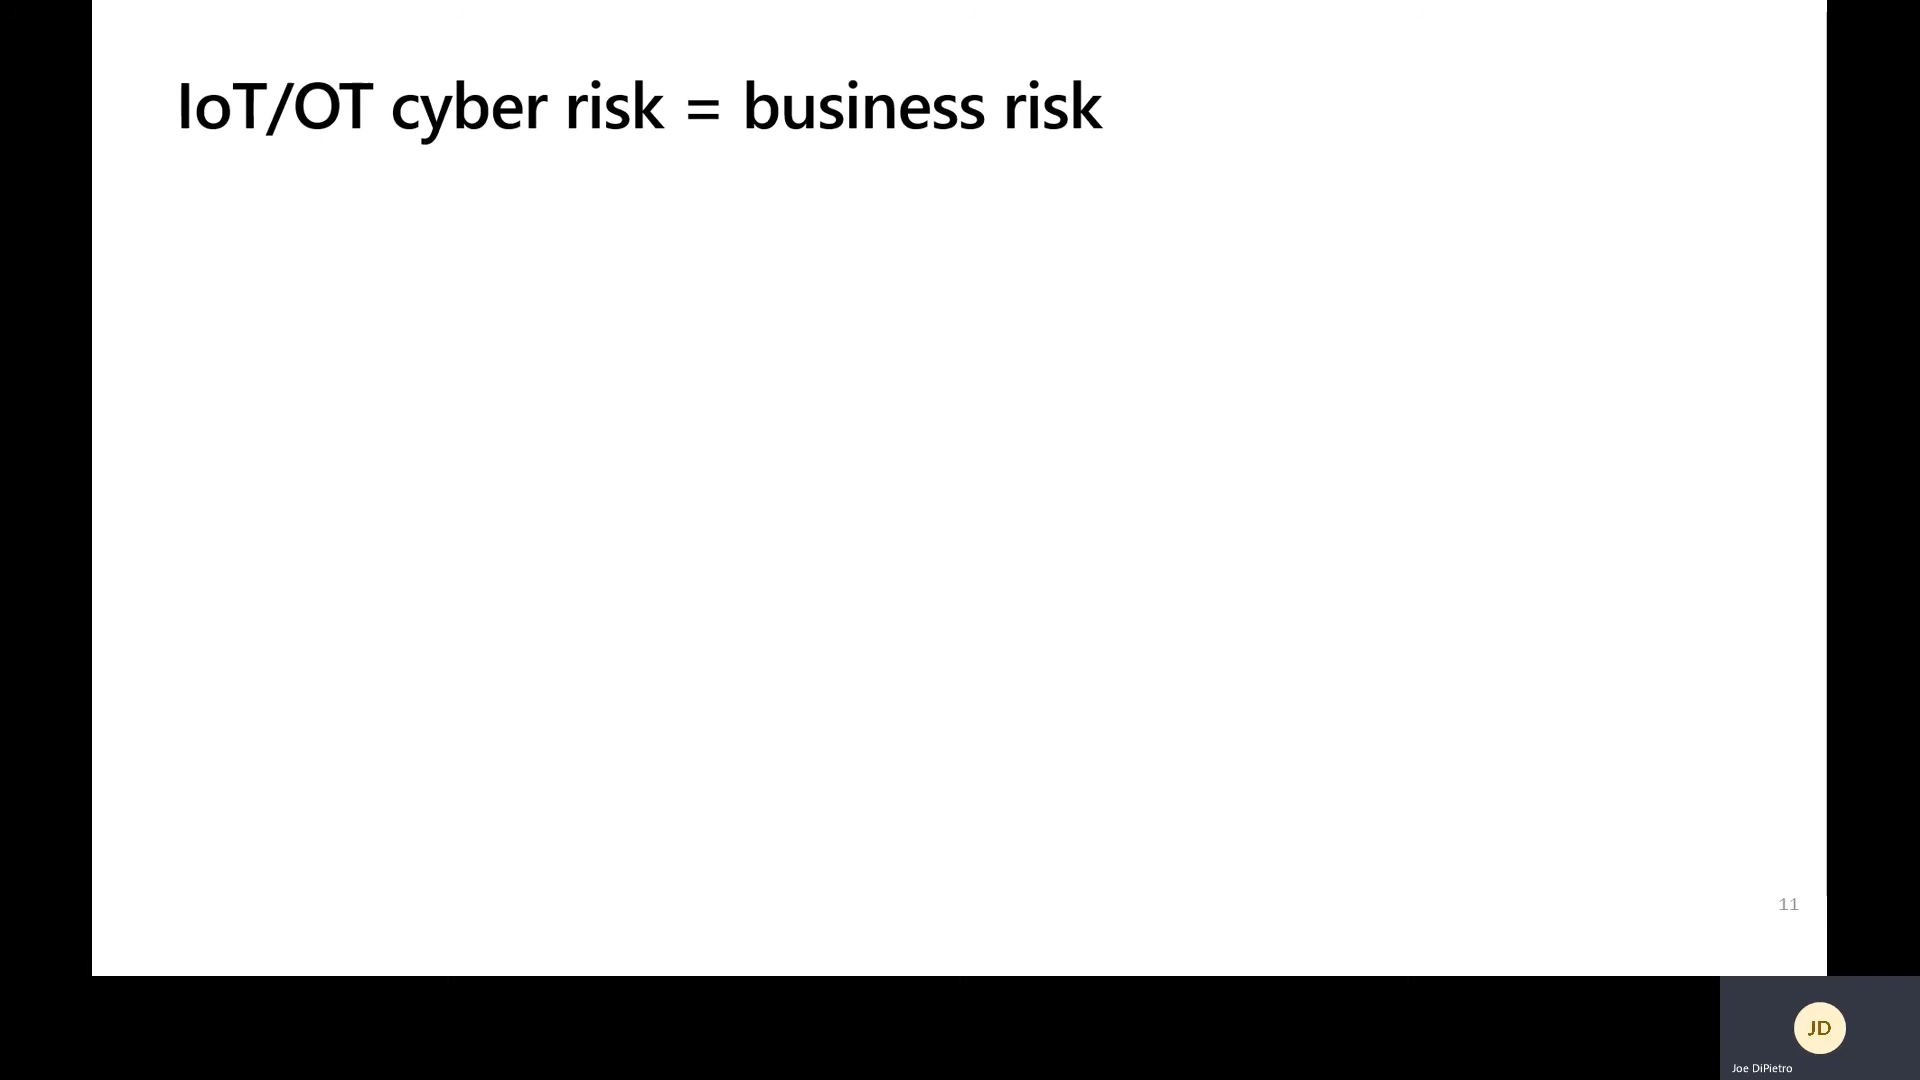 IoT/OT cyber risk = business risk
11
JD
Joe DiPietro